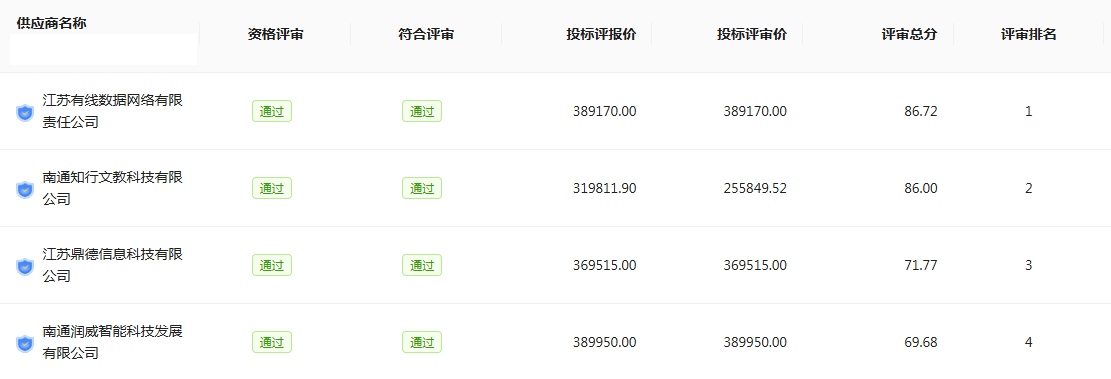 供应商名称
资格评审 符合评审 投标评报价 投标评审价 评审总分 评审排名
江苏有线数据网络有限
责任公司
通过 通过 389170.00 389170.00 86.72 1
南通知行文教科技有限
公司
通过 通过 319811.90 255849.52 86.00 2
江苏鼎德信息科技有限
公司
通过 通过 369515.00 369515.00 71.77 3
南通润威智能科技发展
有限公司
通过 通过 389950.00 389950.00 69.68 4